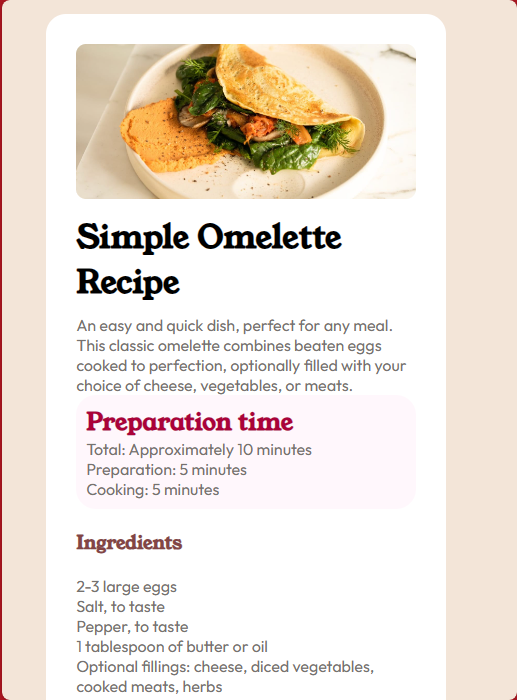 Simple Omelette
Recipe
An easy and quick dish, perfect for any meal.
This classic omelette combines beaten eggs
cooked to perfection, optionally filled with your
choice of cheese, vegetables, or meats.
Preparation time
Total: Approximately 10 minutes
Preparation: 5 minutes
Cooking: 5 minutes
Ingredients
2-3 large eggs
Salt, to taste
Pepper, to taste
1 tablespoon of butter or oil
Optional fillings: cheese, diced vegetables,
cooked meats, herbs